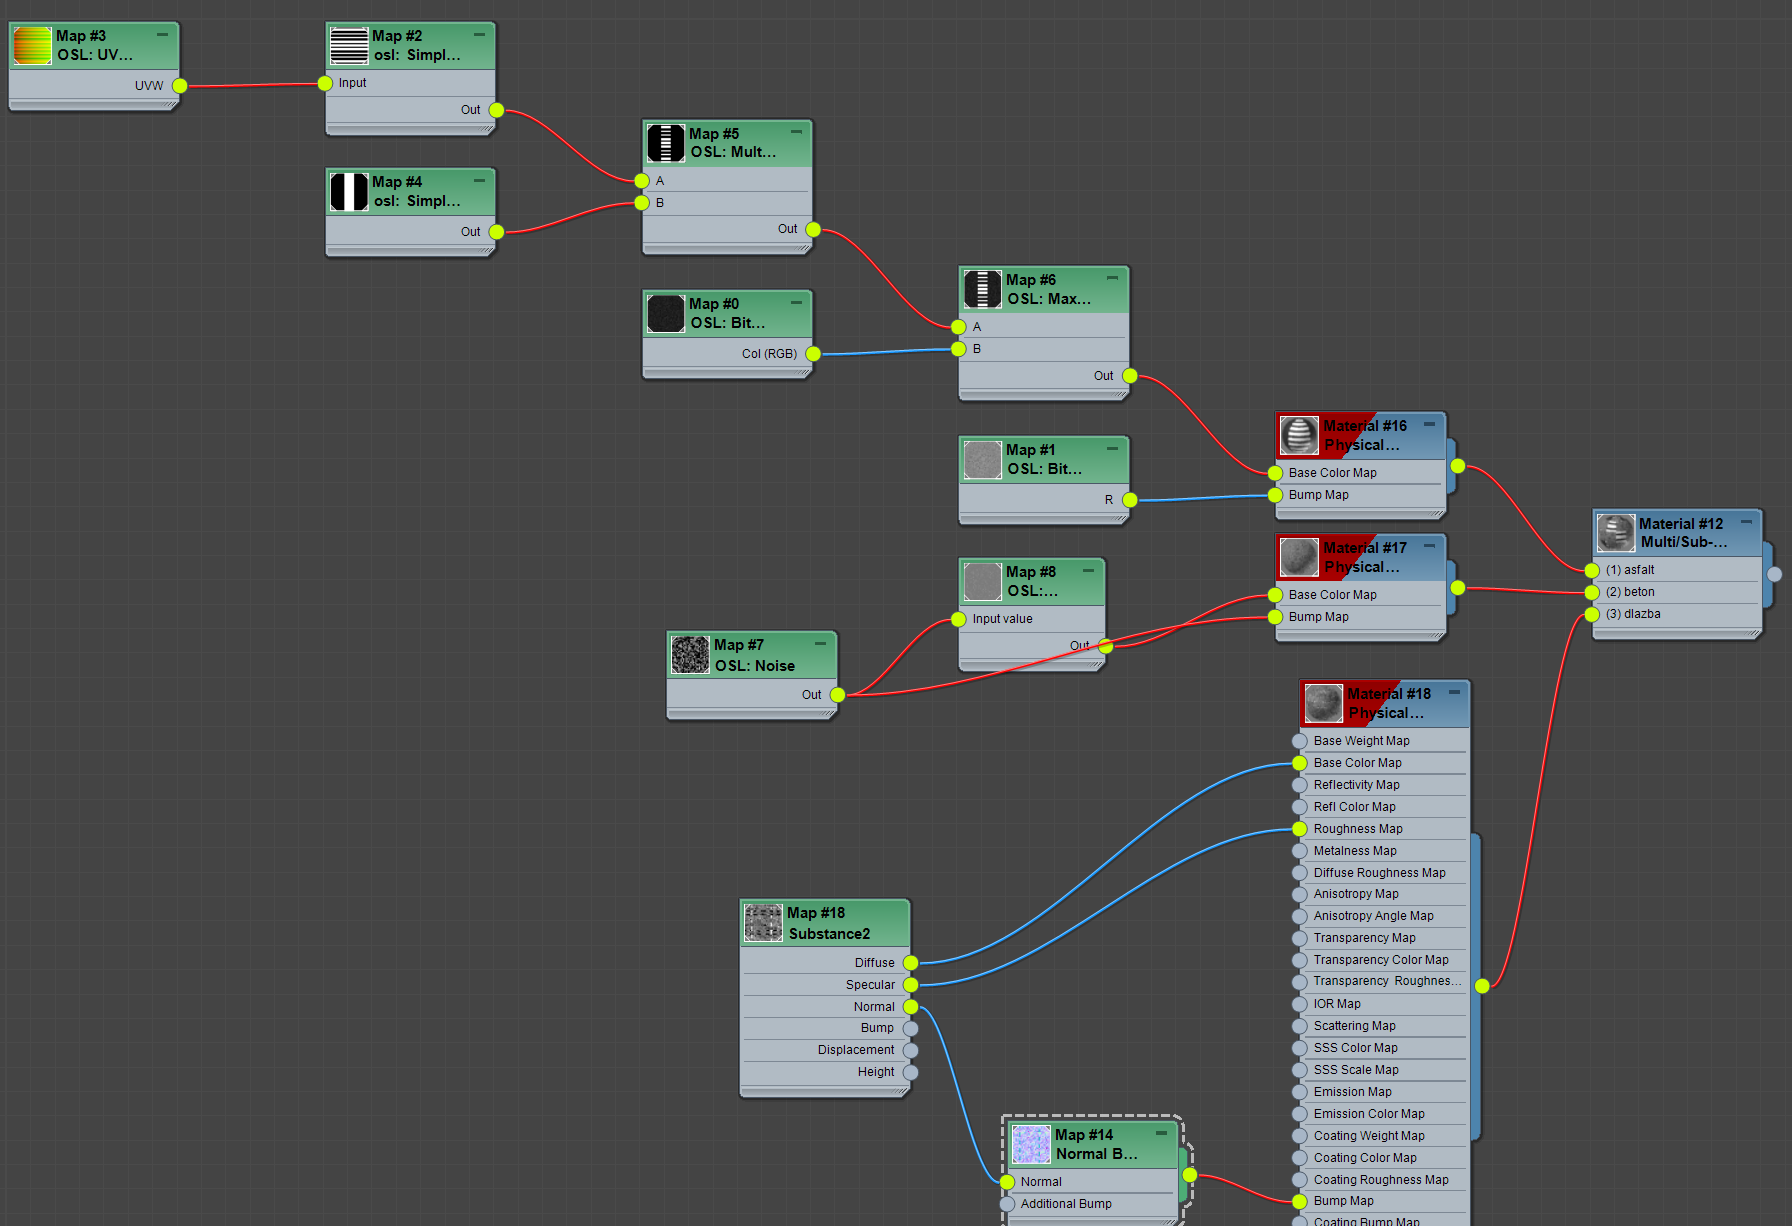 Map #3
OSL: UV...
UVW
Map #2
osl: Simpl...
Input
Out
Map #4
osl: Simpl...
Out
Map #5
OSL: Mult...
A
B
Out
Map #0
OSL: Bit...
Col (RGB)
Map #6
OSL: Max...
A
B
Out
Map #1
OSL: Bit...
R
Material #16
Physical...
Base Color Map
Bump Map
Material #17
Physical...
Base Color Map
Bump Map
Material #12
Multi/Sub-...
(1) asfalt
(2) beton
(3) dlazba
Map #8
OSL:...
Input value
Out
Map #7
OSL: Noise
Out
Material #18
Physical...
Base Weight Map
Base Color Map
Reflectivity Map
Refl Color Map
Roughness Map
Metalness Map
Diffuse Roughness Map
Anisotropy Map
Anisotropy Angle Map
Transparency Map
Transparency Color Map
Transparency Roughnes...
IOR Map
Scattering Map
SSS Color Map
SSS Scale Map
Emission Map
Emission Color Map
Coating Weight Map
Coating Color Map
Coating Roughness Map
Bump Map
Coating Bump Map
Map #18
Substance2
Diffuse
Specular
Normal
Bump
Displacement
Height
Map #14
Normal B...
Normal
Additional Bump